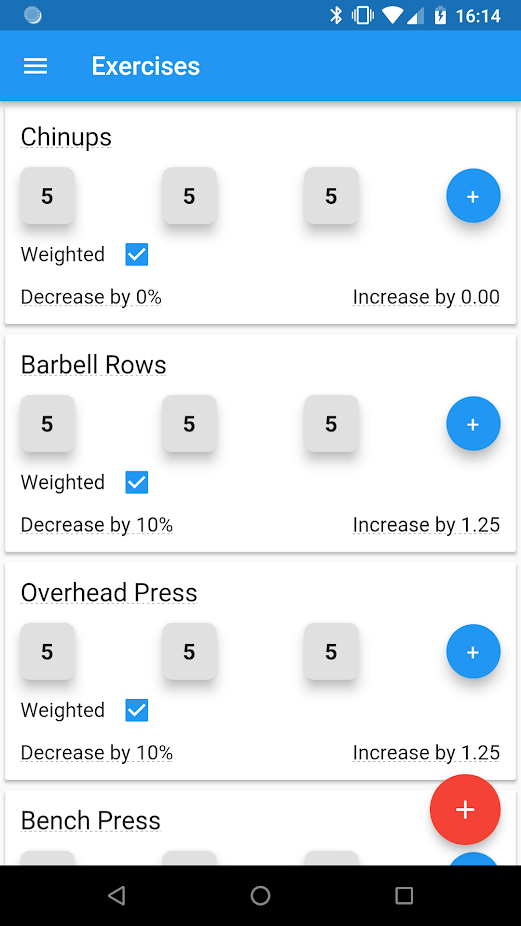 16:14
Exercises
Chinups
5 5 5 +
Weighted
Decrease by 0% Increase by 0.00
Barbell Rows
5 5 5 +
Weighted
Decrease by 10% Increase by 1.25
Overhead Press
5 5 5 +
Weighted
Decrease by 10% Increase by 1.25
+
Bench Press